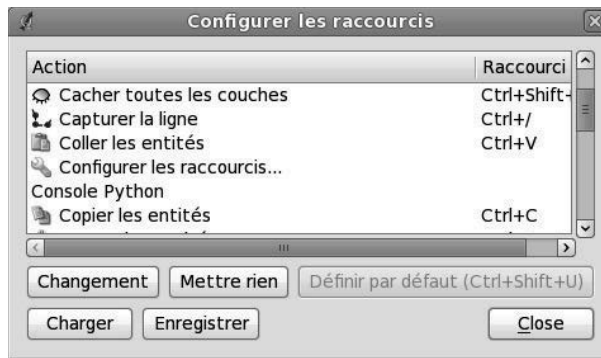 Configurer les raccourcis
Action Raccourci
Cacher toutes les couches Ctrl+Shift+
Capturer la ligne Ctrl+/
Coller les entités Ctrl+V
Configurer les raccourcis...
Console Python
Copier les entités Ctrl+C
Changement Mettre rien Définir par défaut (Ctrl+Shift+U)
Charger Enregistrer Close